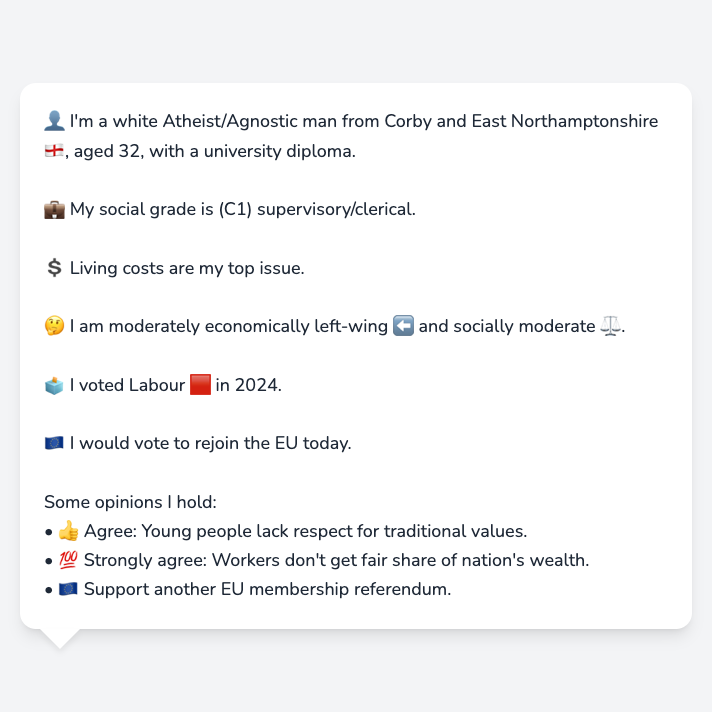 👤 I'm a white Atheist/Agnostic man from Corby and East Northamptonshire
🏴󠁧󠁢󠁥󠁮󠁧󠁿, aged 32, with a university diploma.
💼 My social grade is (C1) supervisory/clerical.
💲 Living costs are my top issue.
🤔 I am moderately economically left-wing ⬅️ and socially moderate ⚖️.
🗳️ I voted Labour 🟥 in 2024.
🇪🇺 I would vote to rejoin the EU today.
Some opinions I hold:
• 👍 Agree: Young people lack respect for traditional values.
• 💯 Strongly agree: Workers don't get fair share of nation's wealth.
• 🇪🇺 Support another EU membership referendum.